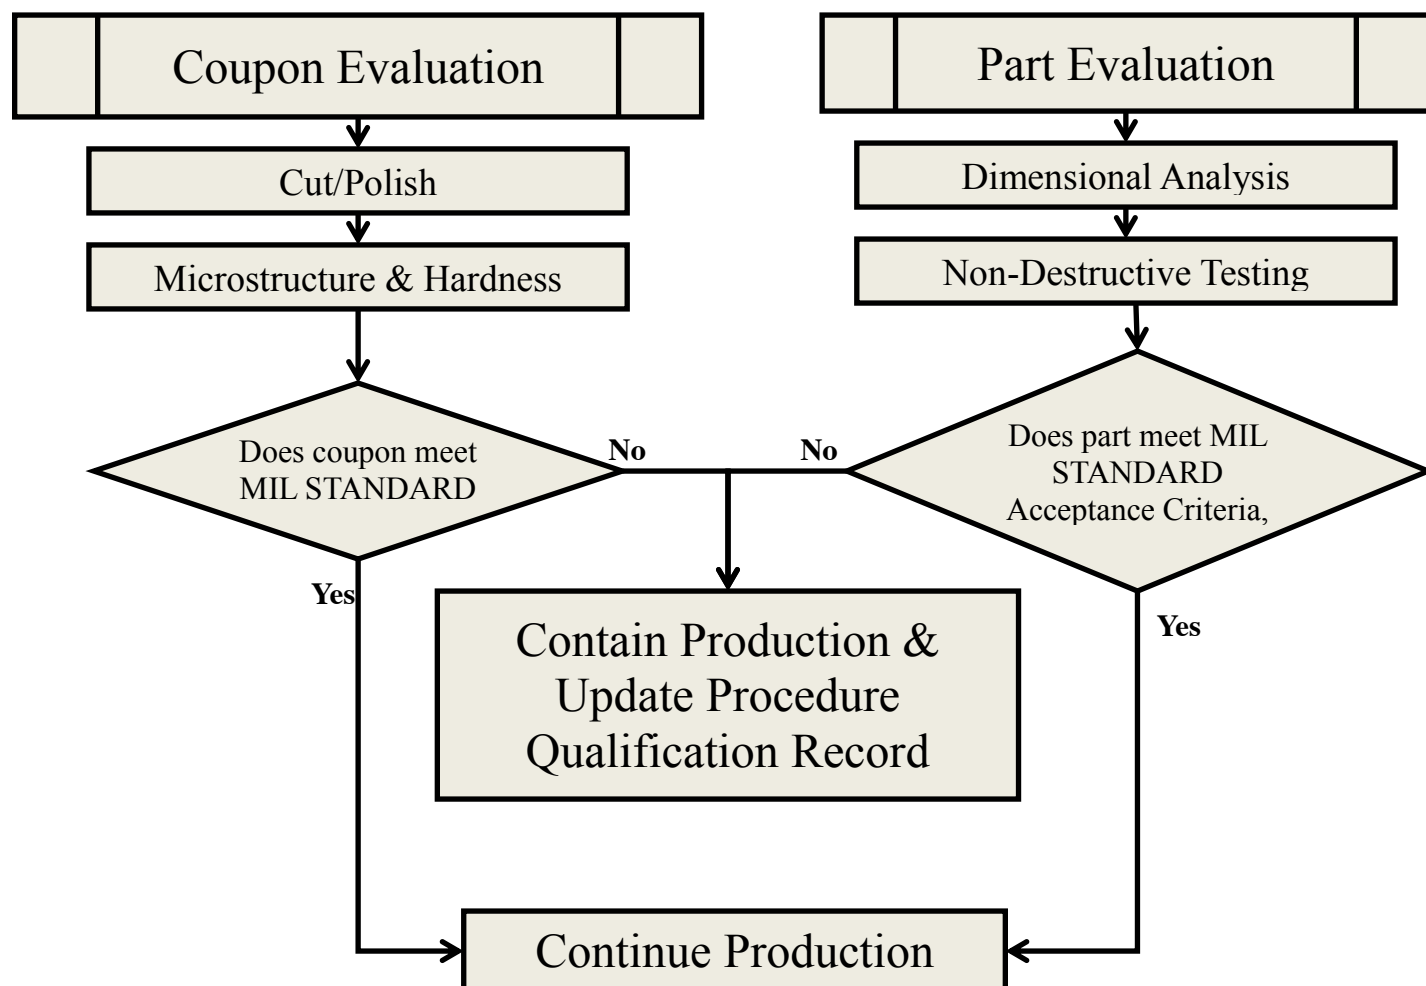 Coupon Evaluation
Cut/Polish
Microstructure & Hardness
Does coupon meet
MIL STANDARD
No
Yes
Part Evaluation
Dimensional Analysis
Non-Destructive Testing
Does part meet MIL
STANDARD
Acceptance Criteria,
No
Yes
Contain Production &
Update Procedure
Qualification Record
Continue Production